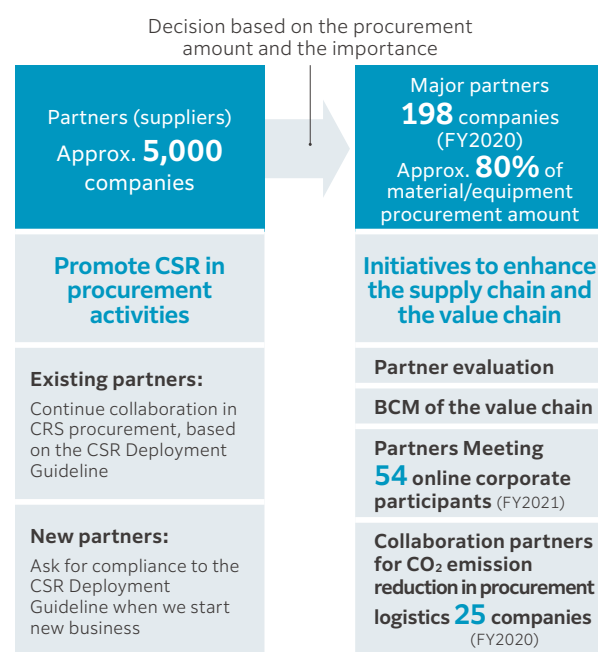 Decision based on the procurement
amount and the importance
Partners (suppliers)
Approx. 5,000
companies
Major partners
198 companies
(FY2020)
Approx. 80% of
material/equipment
procurement amount
Promote CSR in
procurement
activities
Initiatives to enhance
the supply chain and
the value chain
Existing partners:
Continue collaboration in
CRS procurement, based
on the CSR Deployment
Guideline
New partners:
Ask for compliance to the
CSR Deployment
Guideline when we start
new business
Partner evaluation
BCM of the value chain
Partners Meeting
54 online corporate
participants (FY2021)
Collaboration partners
for CO₂ emission
reduction in procurement
logistics 25 companies
(FY2020)